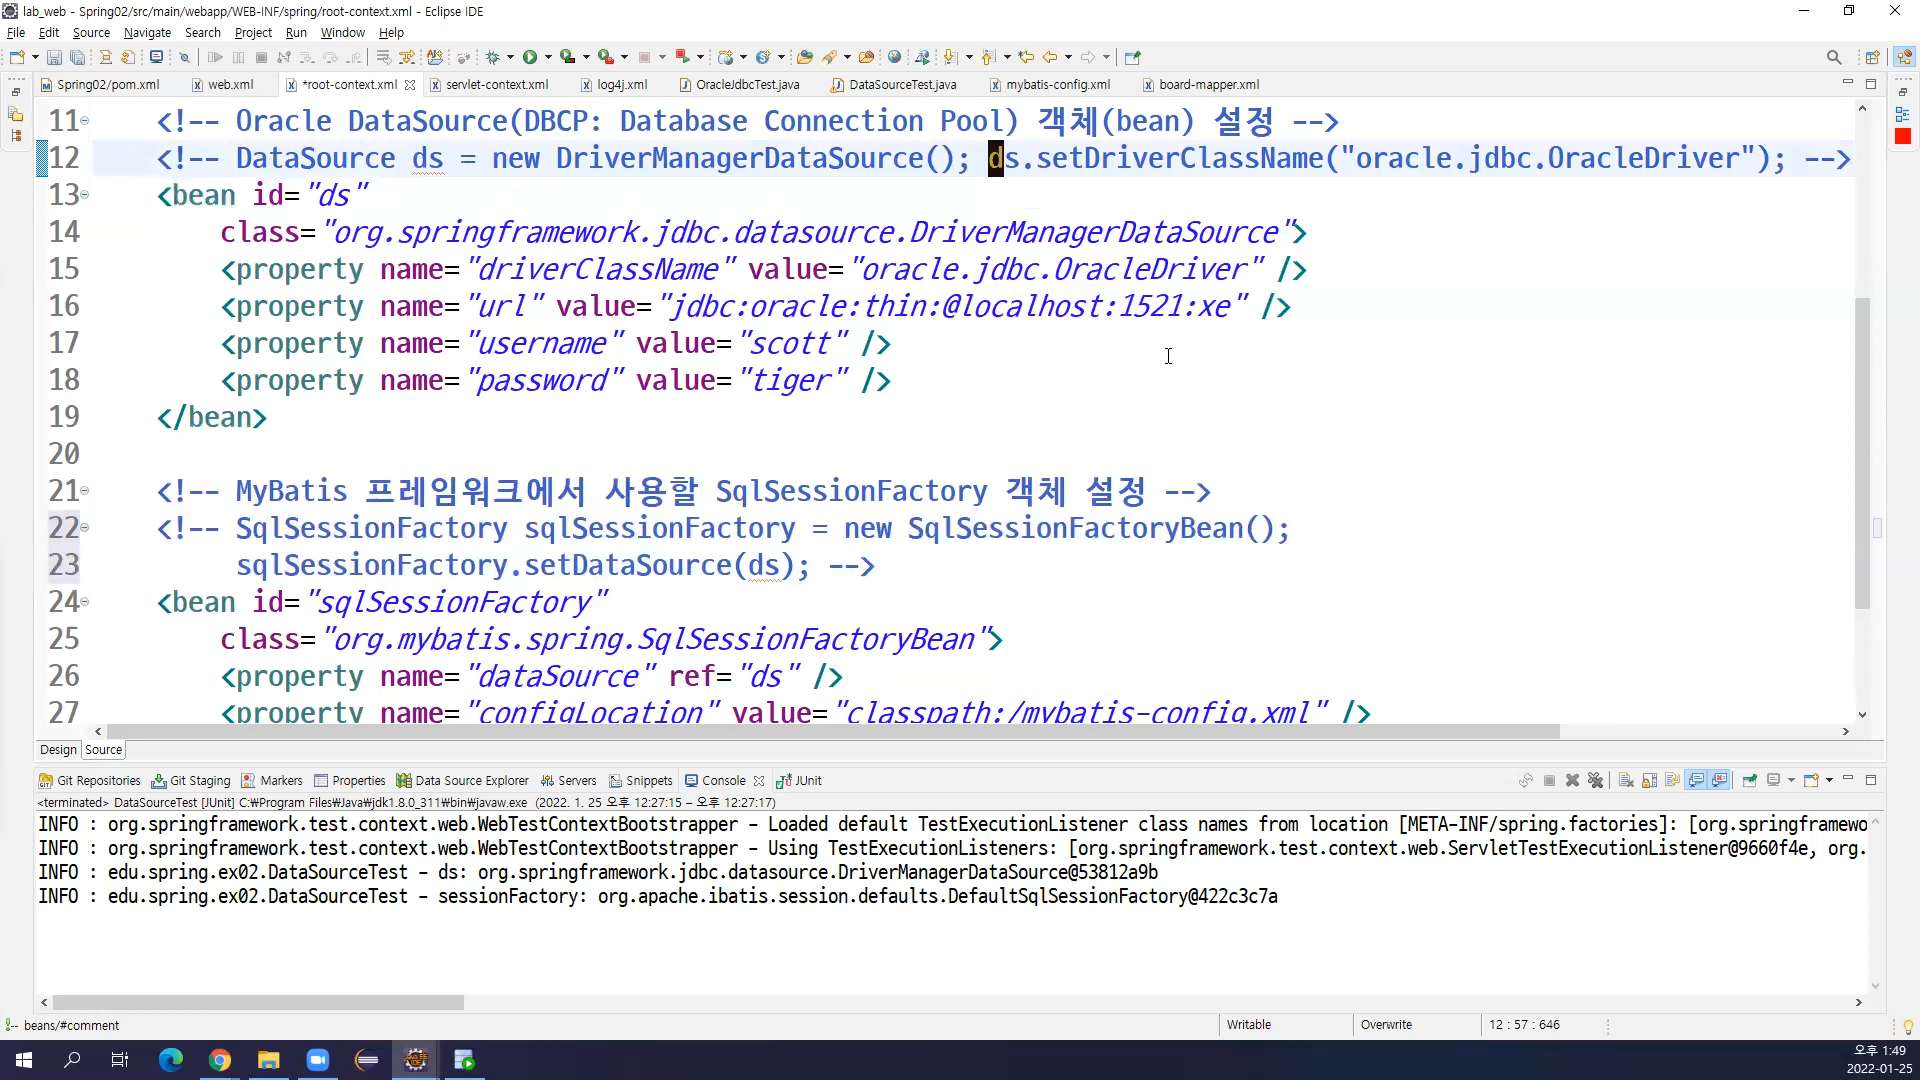 lab_web - Spring02/src/main/webapp/WEB-INF/spring/root-context.xml - Eclipse IDE
File Edit Source Navigate Search Project Run Window Help
Spring02/pom.xml web.xml *root-context.xml servlet-context.xml log4j.xml OracleJdbcTest.java DataSourceTest.java mybatis-config.xml board-mapper.xml
11 <!-- Oracle DataSource(DBCP: Database Connection Pool) 객체(bean) 설정 -->
12 <!-- DataSource ds = new DriverManagerDataSource(); ds.setDriverClassName("oracle.jdbc.OracleDriver"); -->
13 <bean id="ds"
14 class="org.springframework.jdbc.datasource.DriverManagerDataSource">
15 <property name="driverClassName" value="oracle.jdbc.OracleDriver" />
16 <property name="url" value="jdbc:oracle:thin:@localhost:1521:xe" />
17 <property name="username" value="scott" />
18 <property name="password" value="tiger" />
19 </bean>
20
21 <!-- MyBatis 프레임워크에서 사용할 SqlSessionFactory 객체 설정 -->
22 <!-- SqlSessionFactory sqlSessionFactory = new SqlSessionFactoryBean();
23 sqlSessionFactory.setDataSource(ds); -->
24 <bean id="sqlSessionFactory"
25 class="org.mybatis.spring.SqlSessionFactoryBean">
26 <property name="dataSource" ref="ds" />
27 <property name="configLocation" value="classpath:/mybatis-config.xml" />
Design Source
Git Repositories Git Staging Markers Properties Data Source Explorer Servers Snippets Console JUnit
<terminated> DataSourceTest [JUnit] C:₩Program Files₩Java₩jdk1.8.0_311₩bin₩javaw.exe (2022. 1. 25 오후 12:27:15 – 오후 12:27:17)
INFO : org.springframework.test.context.web.WebTestContextBootstrapper - Loaded default TestExecutionListener class names from location [META-INF/spring.factories]: [org.springframewo
INFO : org.springframework.test.context.web.WebTestContextBootstrapper - Using TestExecutionListeners: [org.springframework.test.context.web.ServletTestExecutionListener@9660f4e, org.
INFO : edu.spring.ex02.DataSourceTest - ds: org.springframework.jdbc.datasource.DriverManagerDataSource@53812a9b
INFO : edu.spring.ex02.DataSourceTest - sessionFactory: org.apache.ibatis.session.defaults.DefaultSqlSessionFactory@422c3c7a
beans/#comment Writable Overwrite 12 : 57 : 646
오후 1:49
2022-01-25